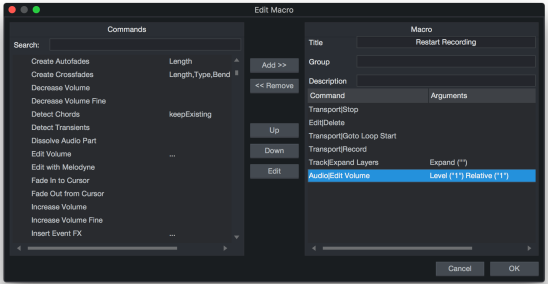 Edit Macro
Commands
Search:
Create Autofades Length
Create Crossfades Length,Type,Bend
Decrease Volume
Decrease Volume Fine
Detect Chords keepExisting
Detect Transients
Dissolve Audio Part
Edit Volume ...
Edit with Melodyne
Fade In to Cursor
Fade Out from Cursor
Increase Volume
Increase Volume Fine
Insert Event FX ...
Add >>
<< Remove
Up
Down
Edit
Macro
Title Restart Recording
Group
Description
Command Arguments
Transport|Stop
Edit|Delete
Transport|Goto Loop Start
Transport|Record
Track|Expand Layers Expand ("")
Audio|Edit Volume Level ("1") Relative ("1")
Cancel OK